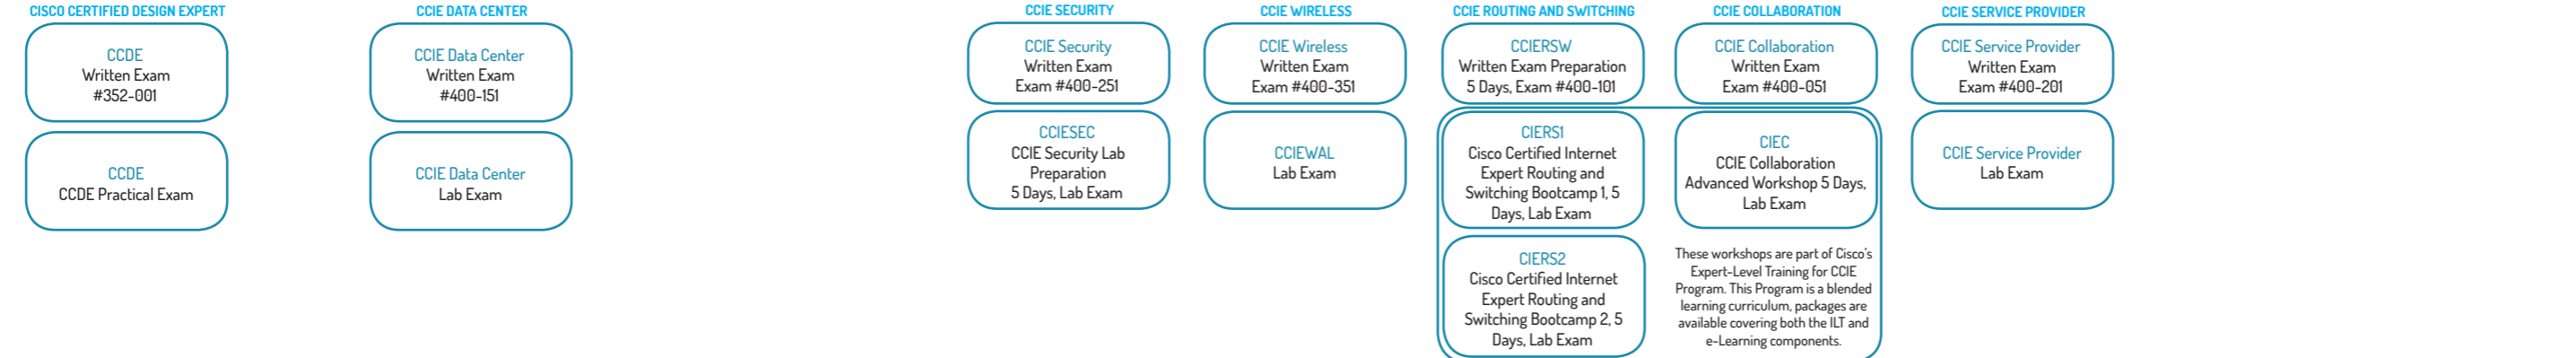 CISCO CERTIFIED DESIGN EXPERT
CCDE
Written Exam
#352-001
CCDE
CCDE Practical Exam
CCIE DATA CENTER
CCIE Data Center
Written Exam
#400-151
CCIE Data Center
Lab Exam
CCIE SECURITY
CCIE Security
Written Exam
Exam #400-251
CCIESEC
CCIE Security Lab
Preparation
5 Days, Lab Exam
CCIE WIRELESS
CCIE Wireless
Written Exam
Exam #400-351
CCIEWAL
Lab Exam
CCIE ROUTING AND SWITCHING
CCIERSW
Written Exam Preparation
5 Days, Exam #400-101
CIERS1
Cisco Certified Internet
Expert Routing and
Switching Bootcamp 1, 5
Days, Lab Exam
CIERS2
Cisco Certified Internet
Expert Routing and
Switching Bootcamp 2, 5
Days, Lab Exam
CCIE COLLABORATION
CCIE Collaboration
Written Exam
Exam #400-051
CIEC
CCIE Collaboration
Advanced Workshop 5 Days,
Lab Exam
These workshops are part of Cisco's
Expert-Level Training for CCIE
Program. This Program is a blended
learning curriculum, packages are
available covering both the ILT and
e-Learning components.
CCIE SERVICE PROVIDER
CCIE Service Provider
Written Exam
Exam #400-201
CCIE Service Provider
Lab Exam